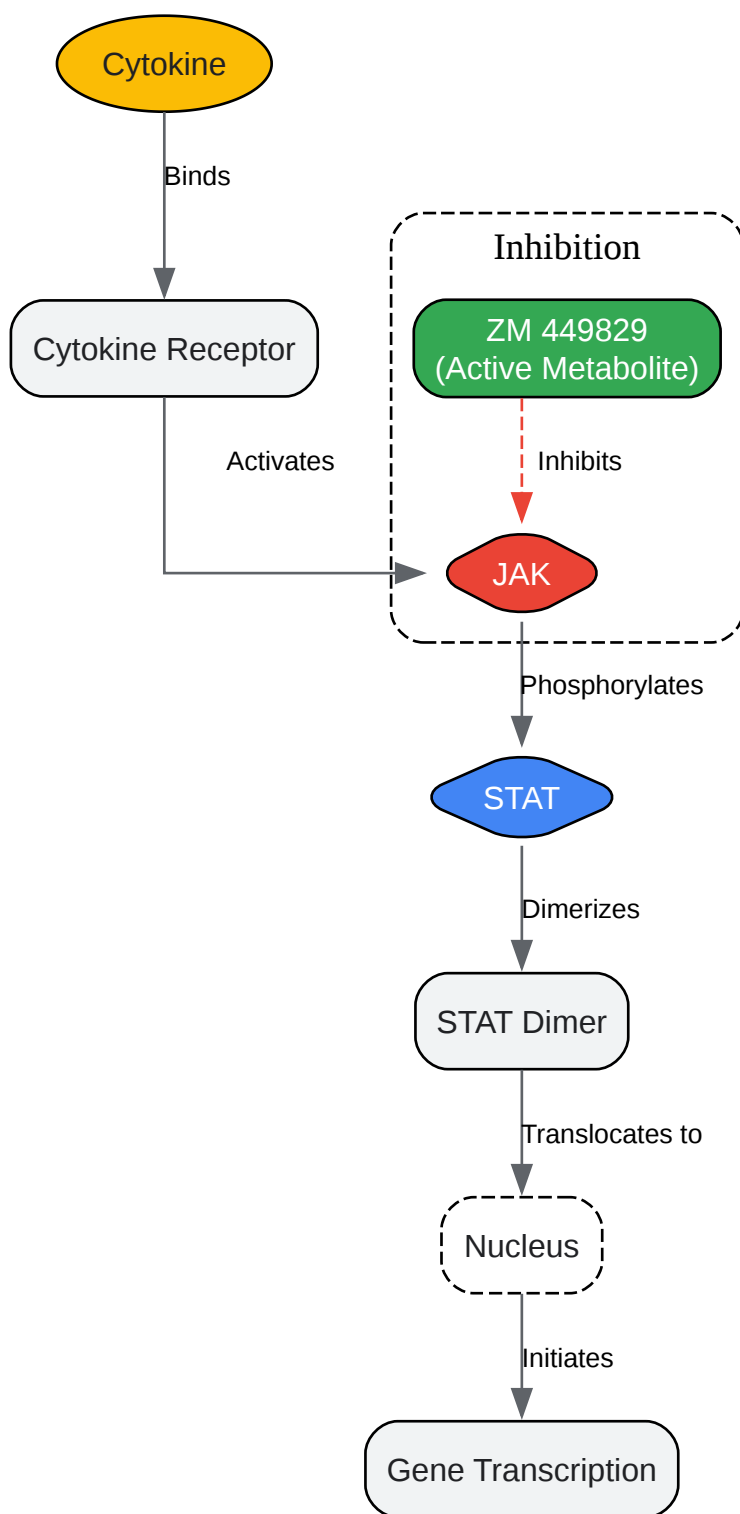 Cytokine
Binds
Inhibition
Cytokine Receptor
ZM 449829
(Active Metabolite)
Activates
Inhibits
JAK
Phosphorylates
STAT
Dimerizes
STAT Dimer
Translocates to
Nucleus
Initiates
Gene Transcription